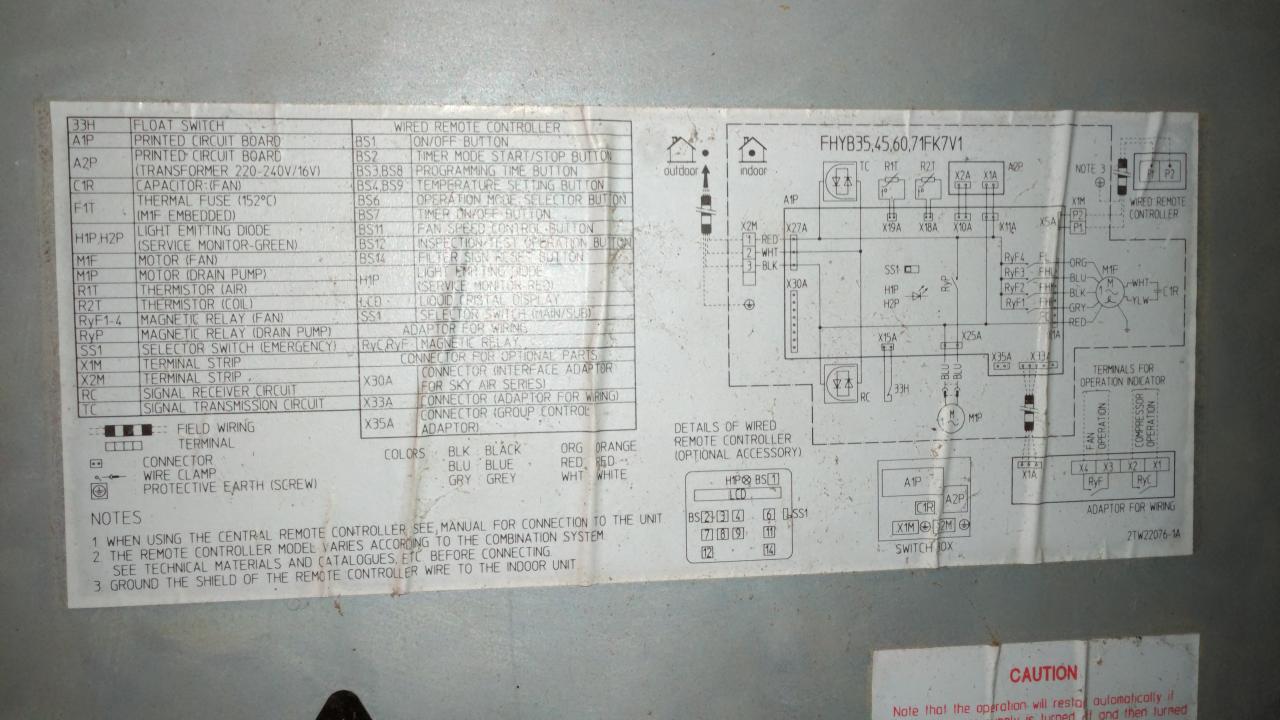 33H FLOAT SWITCH
A1P PRINTED CIRCUIT BOARD
A2P PRINTED CIRCUIT BOARD
(TRANSFORMER 220-240V/16V)
C1R CAPACITOR (FAN)
F1T THERMAL FUSE (152°C)
(M1F EMBEDDED)
H1P,H2P LIGHT EMITTING DIODE
(SERVICE MONITOR-GREEN)
M1F MOTOR (FAN)
M1P MOTOR (DRAIN PUMP)
R1T THERMISTOR (AIR)
R2T THERMISTOR (COIL)
RyF1-4 MAGNETIC RELAY (FAN)
RyP MAGNETIC RELAY (DRAIN PUMP)
SS1 SELECTOR SWITCH (EMERGENCY)
X1M TERMINAL STRIP
X2M TERMINAL STRIP
RC SIGNAL RECEIVER CIRCUIT
TC SIGNAL TRANSMISSION CIRCUIT
WIRED REMOTE CONTROLLER
BS1 ON/OFF BUTTON
BS2 TIMER MODE START/STOP BUTTON
BS3,BS8 PROGRAMMING TIME BUTTON
BS4,BS9 TEMPERATURE SETTING BUTTON
BS6 OPERATION MODE SELECTOR BUTTON
BS7 TIMER ON/OFF BUTTON
BS11 FAN SPEED CONTROL BUTTON
BS12 INSPECTION/TEST OPERATION BUTTON
BS14 FILTER SIGN RESET BUTTON
H1P LIGHT EMITTING DIODE
(SERVICE MONITOR-RED)
LCD LIQUID CRISTAL DISPLAY
SS1 SELECTOR SWITCH (MAIN/SUB)
ADAPTOR FOR WIRING
RyC,RyF MAGNETIC RELAY
CONNECTOR FOR OPTIONAL PARTS
X30A CONNECTOR (INTERFACE ADAPTOR
FOR SKY AIR SERIES)
X33A CONNECTOR (ADAPTOR FOR WIRING)
X35A CONNECTOR (GROUP CONTROL
ADAPTOR)
FIELD WIRING
TERMINAL
CONNECTOR
WIRE CLAMP
PROTECTIVE EARTH (SCREW)
COLORS BLK BLACK ORG ORANGE
BLU BLUE RED RED
GRY GREY WHT WHITE
NOTES
1 WHEN USING THE CENTRAL REMOTE CONTROLLER SEE MANUAL FOR CONNECTION TO THE UNIT
2. THE REMOTE CONTROLLER MODEL VARIES ACCORDING TO THE COMBINATION SYSTEM
SEE TECHNICAL MATERIALS AND CATALOGUES, ETC BEFORE CONNECTING
3 GROUND THE SHIELD OF THE REMOTE CONTROLLER WIRE TO THE INDOOR UNIT
FHYB35,45,60,71FK7V1
outdoor indoor
TC R1T R2T X2A X1A A2P
NOTE 3
P1 P2
WIRED REMOTE
CONTROLLER
A1P
X2M X27A X19A X18A X10A X11A X5A X1M
P2
P1
1 RED
2 WHT
3 BLK
X30A
SS1
H1P
H2P
RyP
RyF4
RyF3
RyF2
RyF1
ORG
BLU
BLK
GRY
RED
M1F
M
WHT
YLW
C1R
X15A X25A X35A X33A
RC
33H
BLU BLU
M M1P
DETAILS OF WIRED
REMOTE CONTROLLER
(OPTIONAL ACCESSORY)
H1P BS 1
LCD
BS 2 3 4 6 SS1
7 8 9 11
12 14
A1P
A2P
C1R
X1M
SWITCH
TERMINALS FOR
OPERATION INDICATOR
FAN
OPERATION
COMPRESSOR
OPERATION
X1A
X4 X3 X2 X1
RyF RyC
ADAPTOR FOR WIRING
2TW22076-1A
CAUTION
Note that the operation will automatically if
is turned and then turned